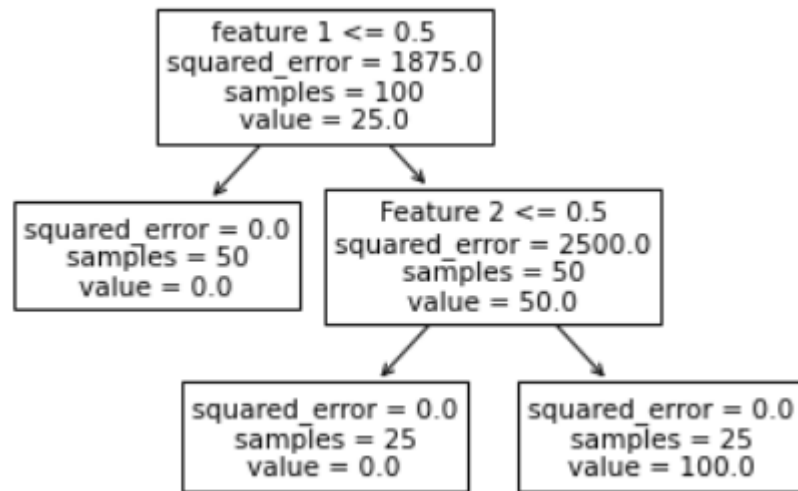 feature 1 <= 0.5
squared_error = 1875.0
samples = 100
value = 25.0
squared_error = 0.0
samples = 50
value = 0.0
Feature 2 <= 0.5
squared_error = 2500.0
samples = 50
value = 50.0
squared_error = 0.0
samples = 25
value = 0.0
squared_error = 0.0
samples = 25
value = 100.0